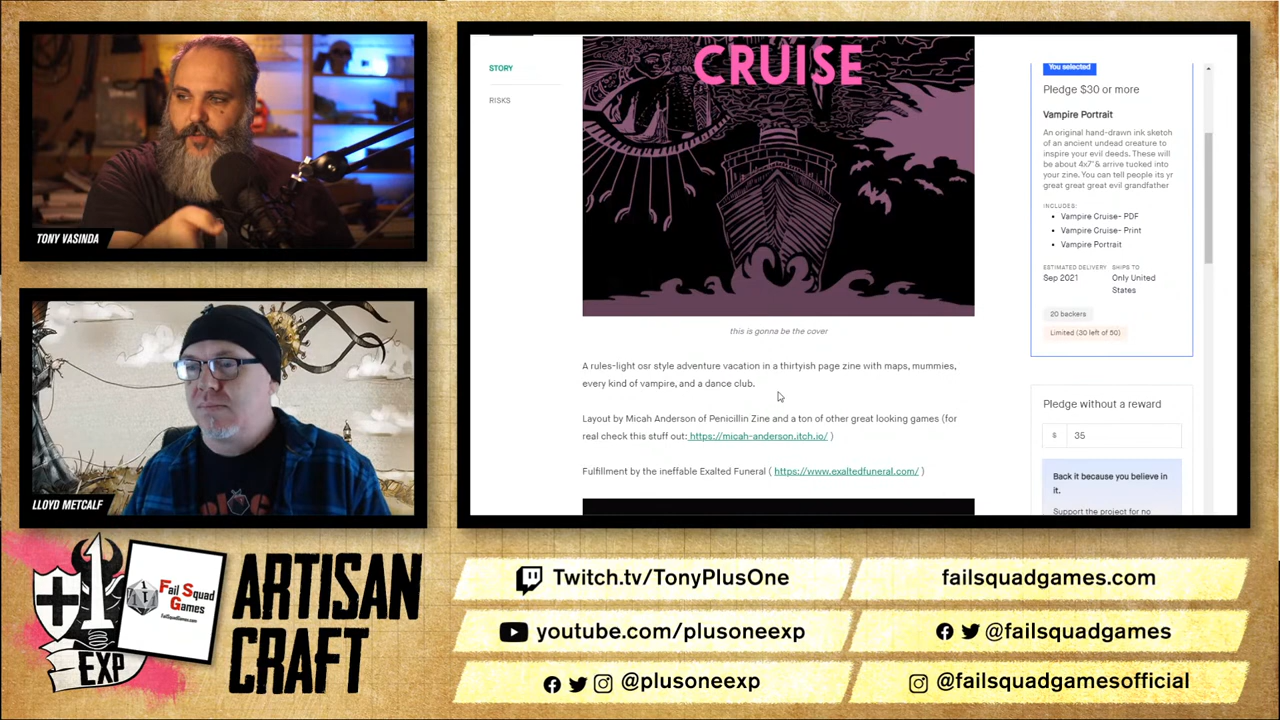 TONY VASINDA
LLOYD METCALF
STORY
RISKS
CRUISE
this is gonna be the cover
A rules-light osr style adventure vacation in a thirtyish page zine with maps, mummies,
every kind of vampire, and a dance club.
Layout by Micah Anderson of Penicillin Zine and a ton of other great looking games (for
real check this stuff out: https://micah-anderson.itch.io/ )
Fulfillment by the ineffable Exalted Funeral ( https://www.exaltedfuneral.com/ )
You selected
Pledge $30 or more
Vampire Portrait
An original hand-drawn ink sketch
of an ancient undead creature to
inspire your evil deeds. These will
be about 4x7"& arrive tucked into
your zine. You can tell people its yr
great great great evil grandfather
INCLUDES:
• Vampire Cruise- PDF
• Vampire Cruise- Print
• Vampire Portrait
ESTIMATED DELIVERY SHIPS TO
Sep 2021 Only United
States
20 backers
Limited (30 left of 50)
Pledge without a reward
$ 35
Back it because you believe in
it.
Support the project for no
+1
EXP
Fail Squad
Games
FailSquadGames.com
ARTISAN
CRAFT
Twitch.tv/TonyPlusOne
failsquadgames.com
youtube.com/plusoneexp
@failsquadgames
@plusoneexp
@failsquadgamesofficial